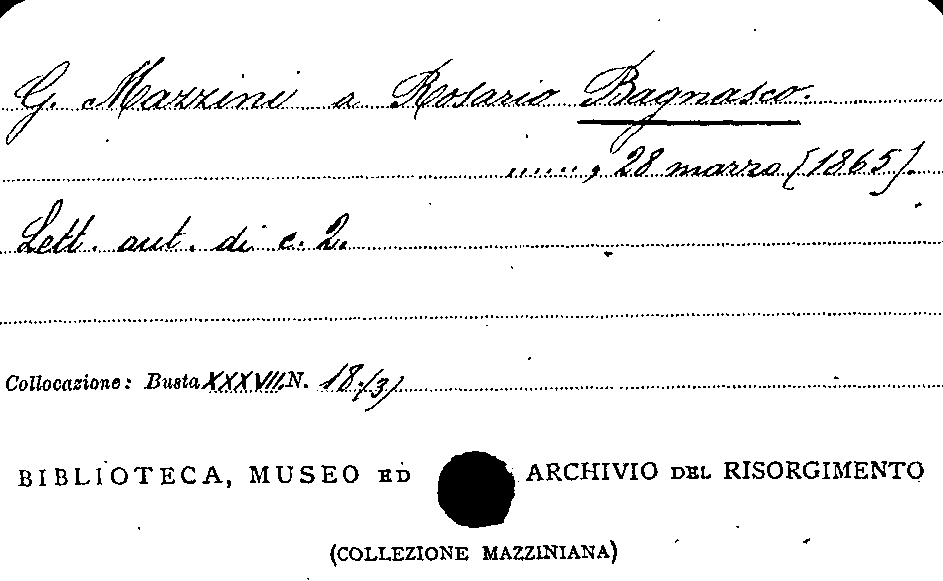 G. Mazzini a Rosario Bagnasco.
......, 28 marzo [1865].
Lett. aut. di c. 2.
Collocazione: Busta XXXVII. N. 18(3)
BIBLIOTECA, MUSEO ED ARCHIVIO DEL RISORGIMENTO
(COLLEZIONE MAZZINIANA)